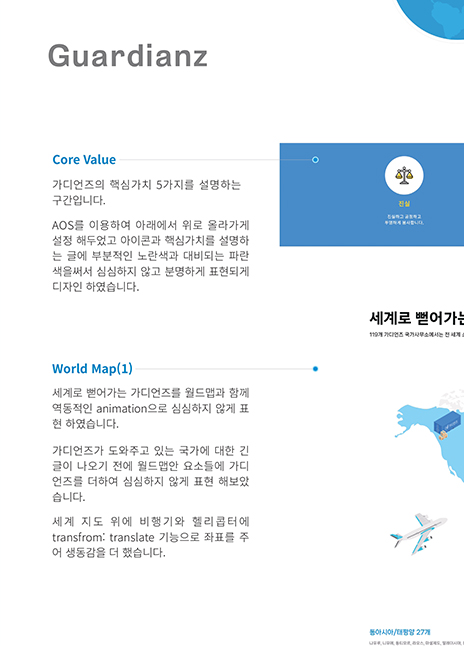 Guardianz
Core Value
가디언즈의 핵심가치 5가지를 설명하는
구간입니다.
AOS를 이용하여 아래에서 위로 올라가게
설정 해두었고 아이콘과 핵심가치를 설명하
는 글에 부분적인 노란색과 대비되는 파란
색을써서 심심하지 않고 분명하게 표현되게
디자인 하였습니다.
진실
진실하고 공정하고
투명하게 봉사합니다.
세계로 뻗어가는
119개 가디언즈 국가사무소에서는 전 세계
World Map(1)
세계로 뻗어가는 가디언즈를 월드맵과 함께
역동적인 animation으로 심심하지 않게 표
현 하였습니다.
가디언즈가 도와주고 있는 국가에 대한 긴
글이 나오기 전에 월드맵안 요소들에 가디
언즈를 더하여 심심하지 않게 표현 해보았
습니다.
세계 지도 위에 비행기와 헬리콥터에
transfrom: translate 기능으로 좌표를 주
어 생동감을 더 했습니다.
동아시아/태평양 27개